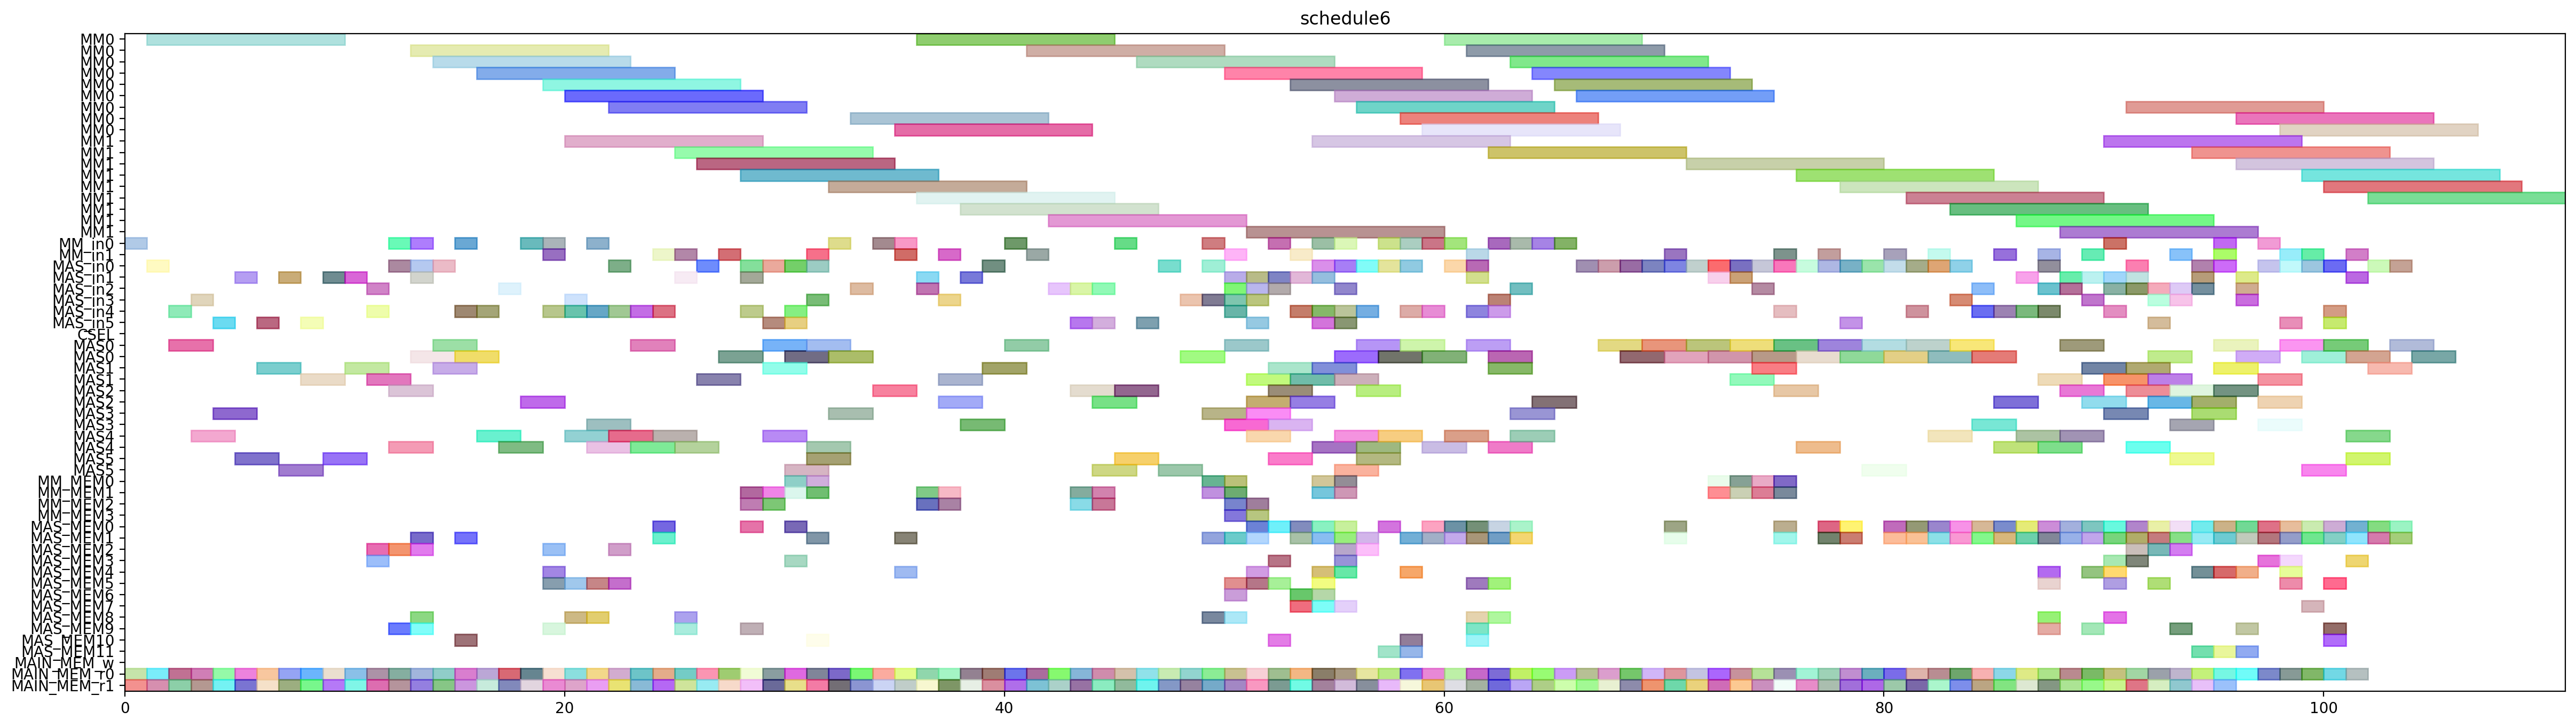 schedule6
MM0
MM0
MM0
MM0
MM0
MM0
MM0
MM0
MM0
MM1
MM1
MM1
MM1
MM1
MM1
MM1
MM1
MM1
MM_in0
MM_in1
MAS_in0
MAS_in1
MAS_in2
MAS_in3
MAS_in4
MAS_in5
CSEL
MAS0
MAS0
MAS1
MAS1
MAS2
MAS2
MAS3
MAS3
MAS4
MAS4
MAS5
MAS5
MM_MEM0
MM_MEM1
MM_MEM2
MM_MEM3
MAS_MEM0
MAS_MEM1
MAS_MEM2
MAS_MEM3
MAS_MEM4
MAS_MEM5
MAS_MEM6
MAS_MEM7
MAS_MEM8
MAS_MEM9
MAS_MEM10
MAS_MEM11
MAIN_MEM_w
MAIN_MEM_r0
MAIN_MEM_r1
0 20 40 60 80 100